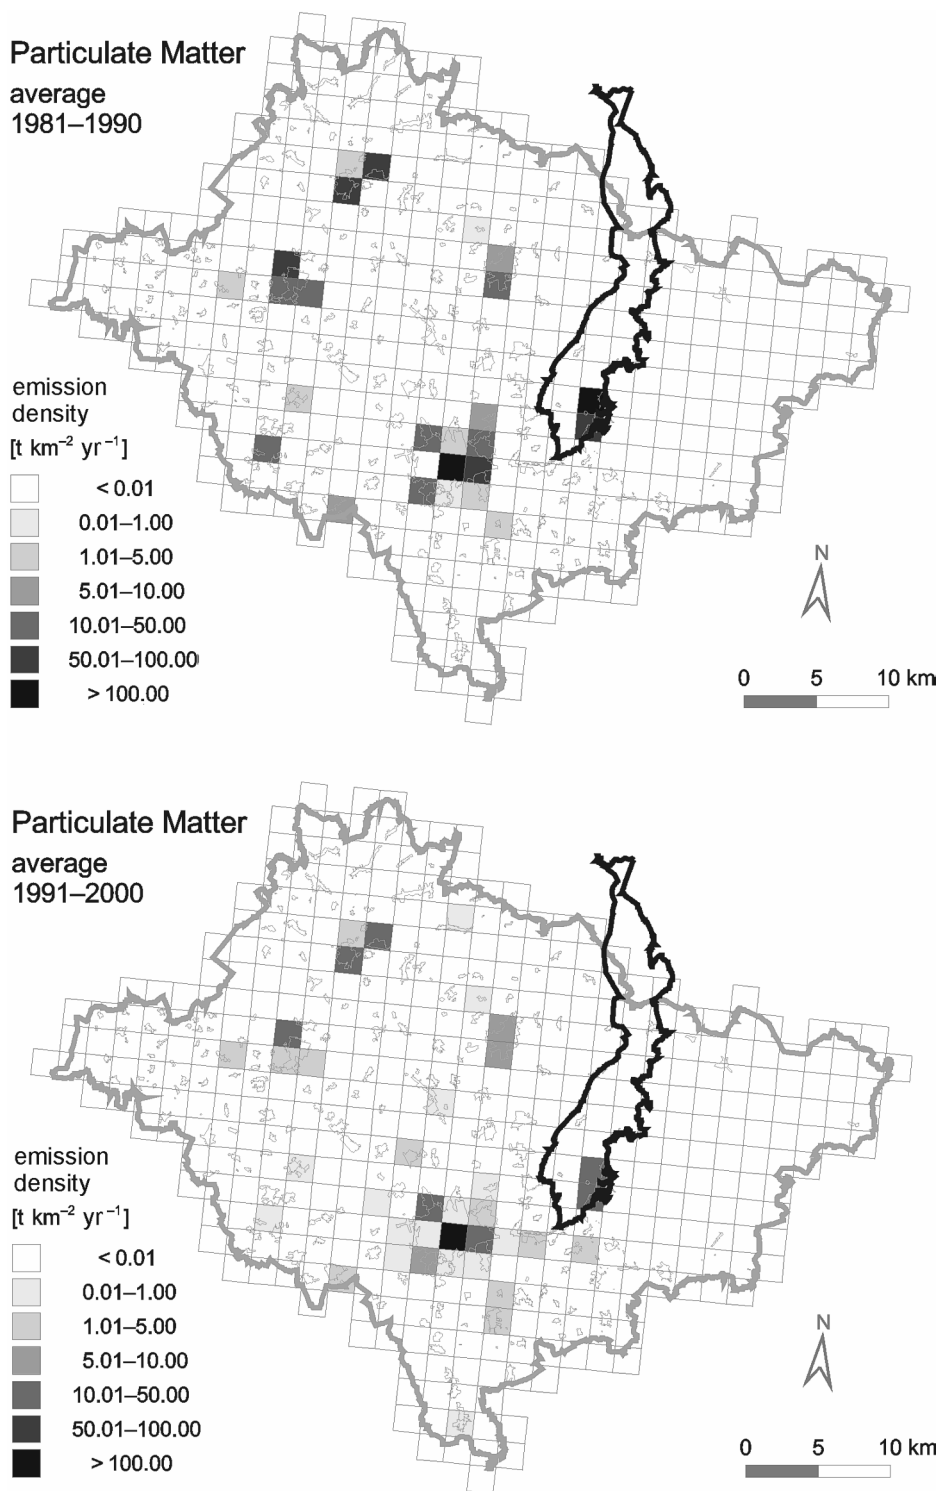 Particulate Matter
average
1981–1990
emission
density
[t km⁻² yr⁻¹]
< 0.01
0.01–1.00
1.01–5.00
5.01–10.00
10.01–50.00
50.01–100.00
> 100.00
N
0 5 10 km
Particulate Matter
average
1991–2000
emission
density
[t km⁻² yr⁻¹]
< 0.01
0.01–1.00
1.01–5.00
5.01–10.00
10.01–50.00
50.01–100.00
> 100.00
N
0 5 10 km